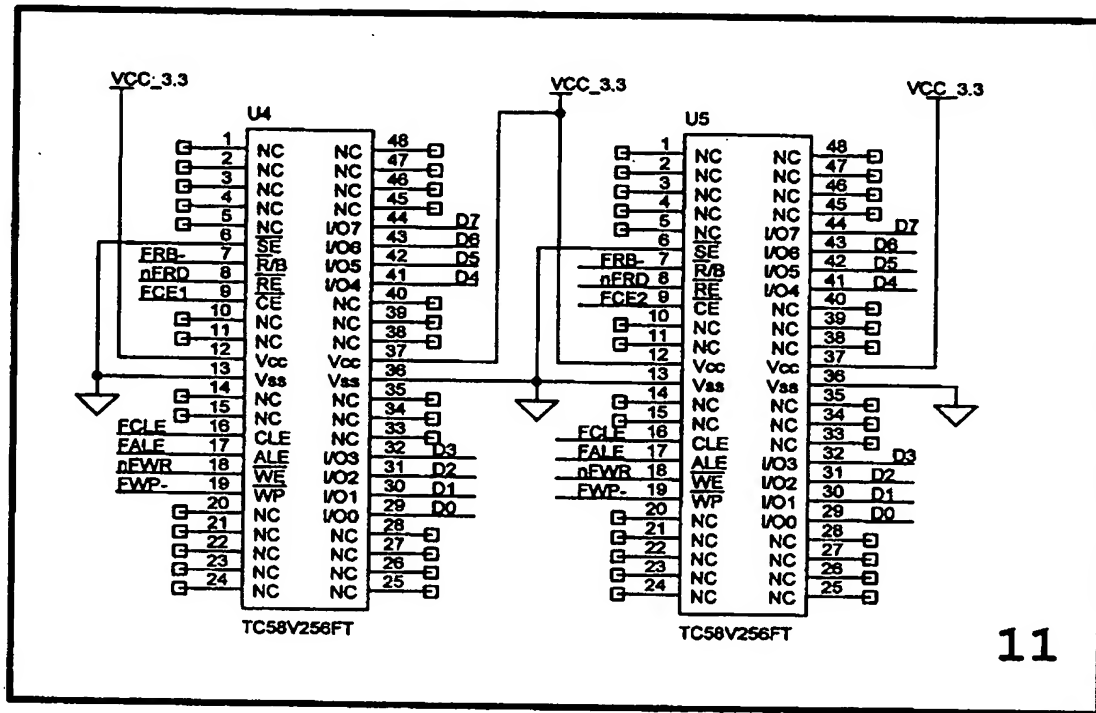 VCC_3.3 VCC_3.3 VCC_3.3
U4
1 NC NC 48
2 NC NC 47
3 NC NC 46
4 NC NC 45
5 NC I/O7 44 D7
6 SE I/O6 43 D6
FRB- 7 R/B I/O5 42 D5
nFRD 8 RE I/O4 41 D4
FCE1 9 CE NC 40
10 NC NC 39
11 NC NC 38
12 Vcc Vcc 37
13 Vss Vss 36
14 NC NC 35
15 NC NC 34
FCLE 16 CLE NC 33
FALE 17 ALE I/O3 32 D3
nFWR 18 WE I/O2 31 D2
FWP- 19 WP I/O1 30 D1
20 NC I/O0 29 D0
21 NC NC 28
22 NC NC 27
23 NC NC 26
24 NC NC 25
TC58V256FT
U5
1 NC NC 48
2 NC NC 47
3 NC NC 46
4 NC NC 45
5 NC I/O7 44 D7
6 SE I/O6 43 D6
FRB- 7 R/B I/O5 42 D5
nFRD 8 RE I/O4 41 D4
FCE2 9 CE NC 40
10 NC NC 39
11 NC NC 38
12 Vcc Vcc 37
13 Vss Vss 36
14 NC NC 35
15 NC NC 34
FCLE 16 CLE NC 33
FALE 17 ALE I/O3 32 D3
nFWR 18 WE I/O2 31 D2
FWP- 19 WP I/O1 30 D1
20 NC I/O0 29 D0
21 NC NC 28
22 NC NC 27
23 NC NC 26
24 NC NC 25
TC58V256FT
11